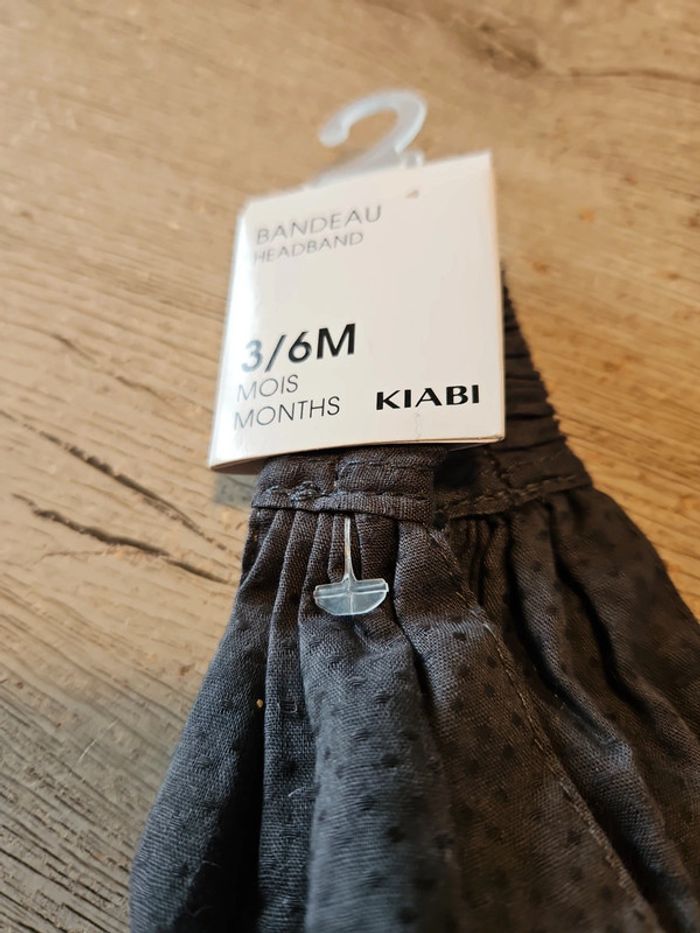 BANDEAU
HEADBAND
3/6M
MOIS
MONTHS
KIABI